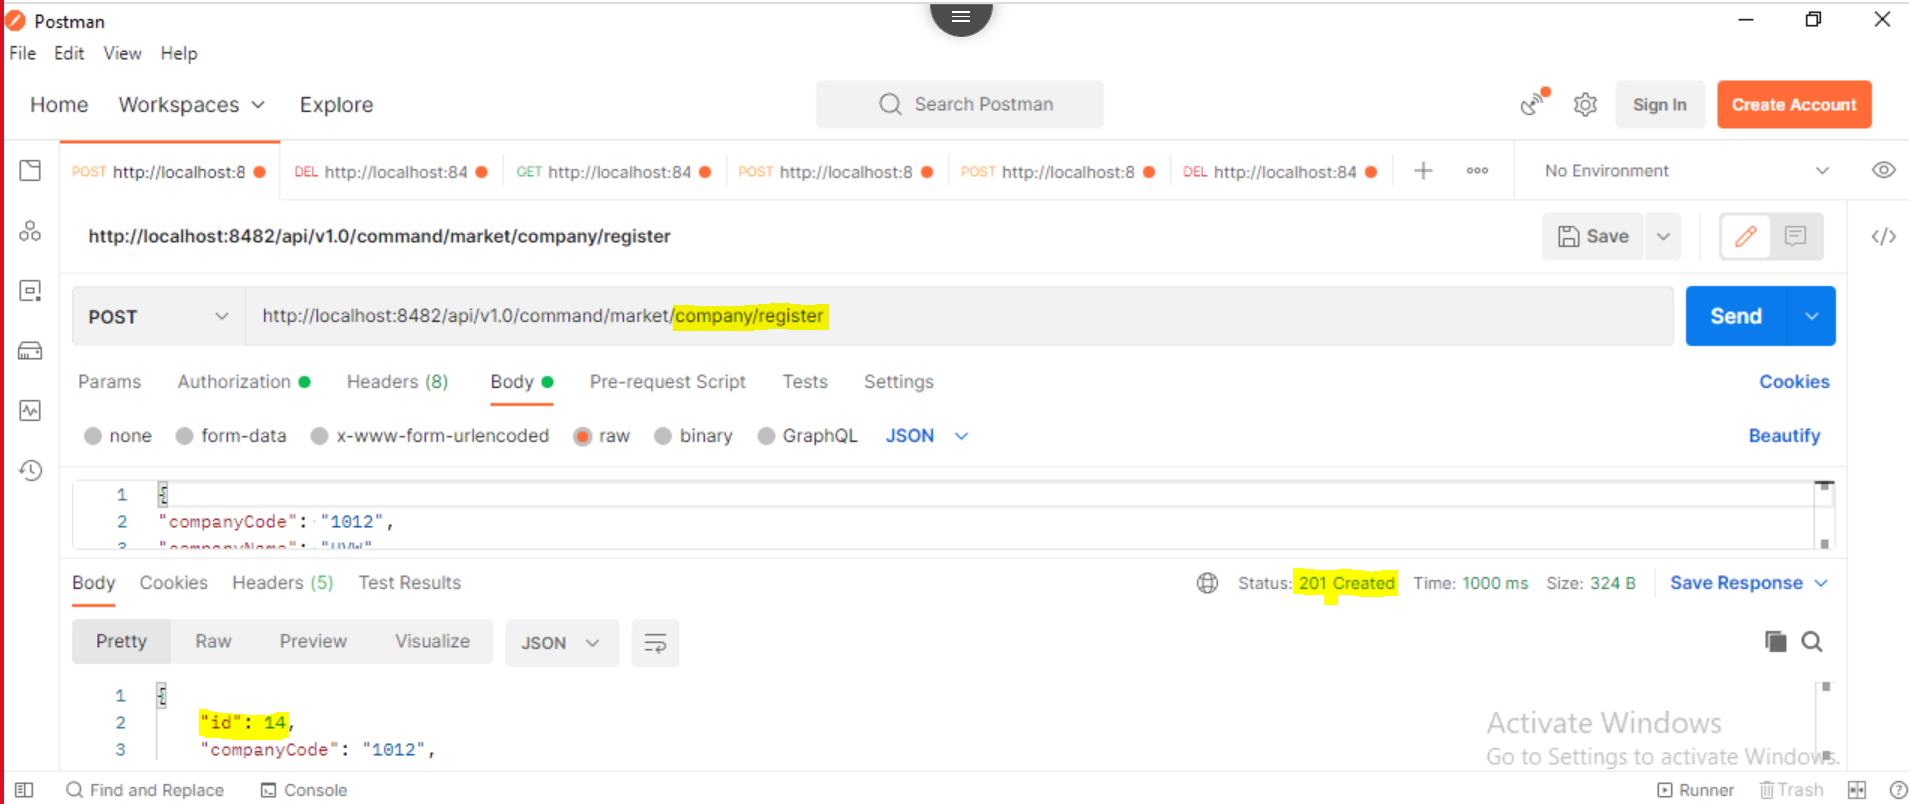 Postman
File Edit View Help
Home Workspaces Explore Search Postman Sign In Create Account
POST http://localhost:8 DEL http://localhost:84 GET http://localhost:84 POST http://localhost:8 POST http://localhost:8 DEL http://localhost:84 No Environment
http://localhost:8482/api/v1.0/command/market/company/register Save
POST http://localhost:8482/api/v1.0/command/market/company/register Send
Params Authorization Headers (8) Body Pre-request Script Tests Settings Cookies
none form-data x-www-form-urlencoded raw binary GraphQL JSON Beautify
1 {
2 "companyCode": "1012",
3 "companyName": "UVW"
Body Cookies Headers (5) Test Results Status: 201 Created Time: 1000 ms Size: 324 B Save Response
Pretty Raw Preview Visualize JSON
1 {
2 "id": 14,
3 "companyCode": "1012",
Activate Windows
Go to Settings to activate Windows.
Find and Replace Console Runner Trash